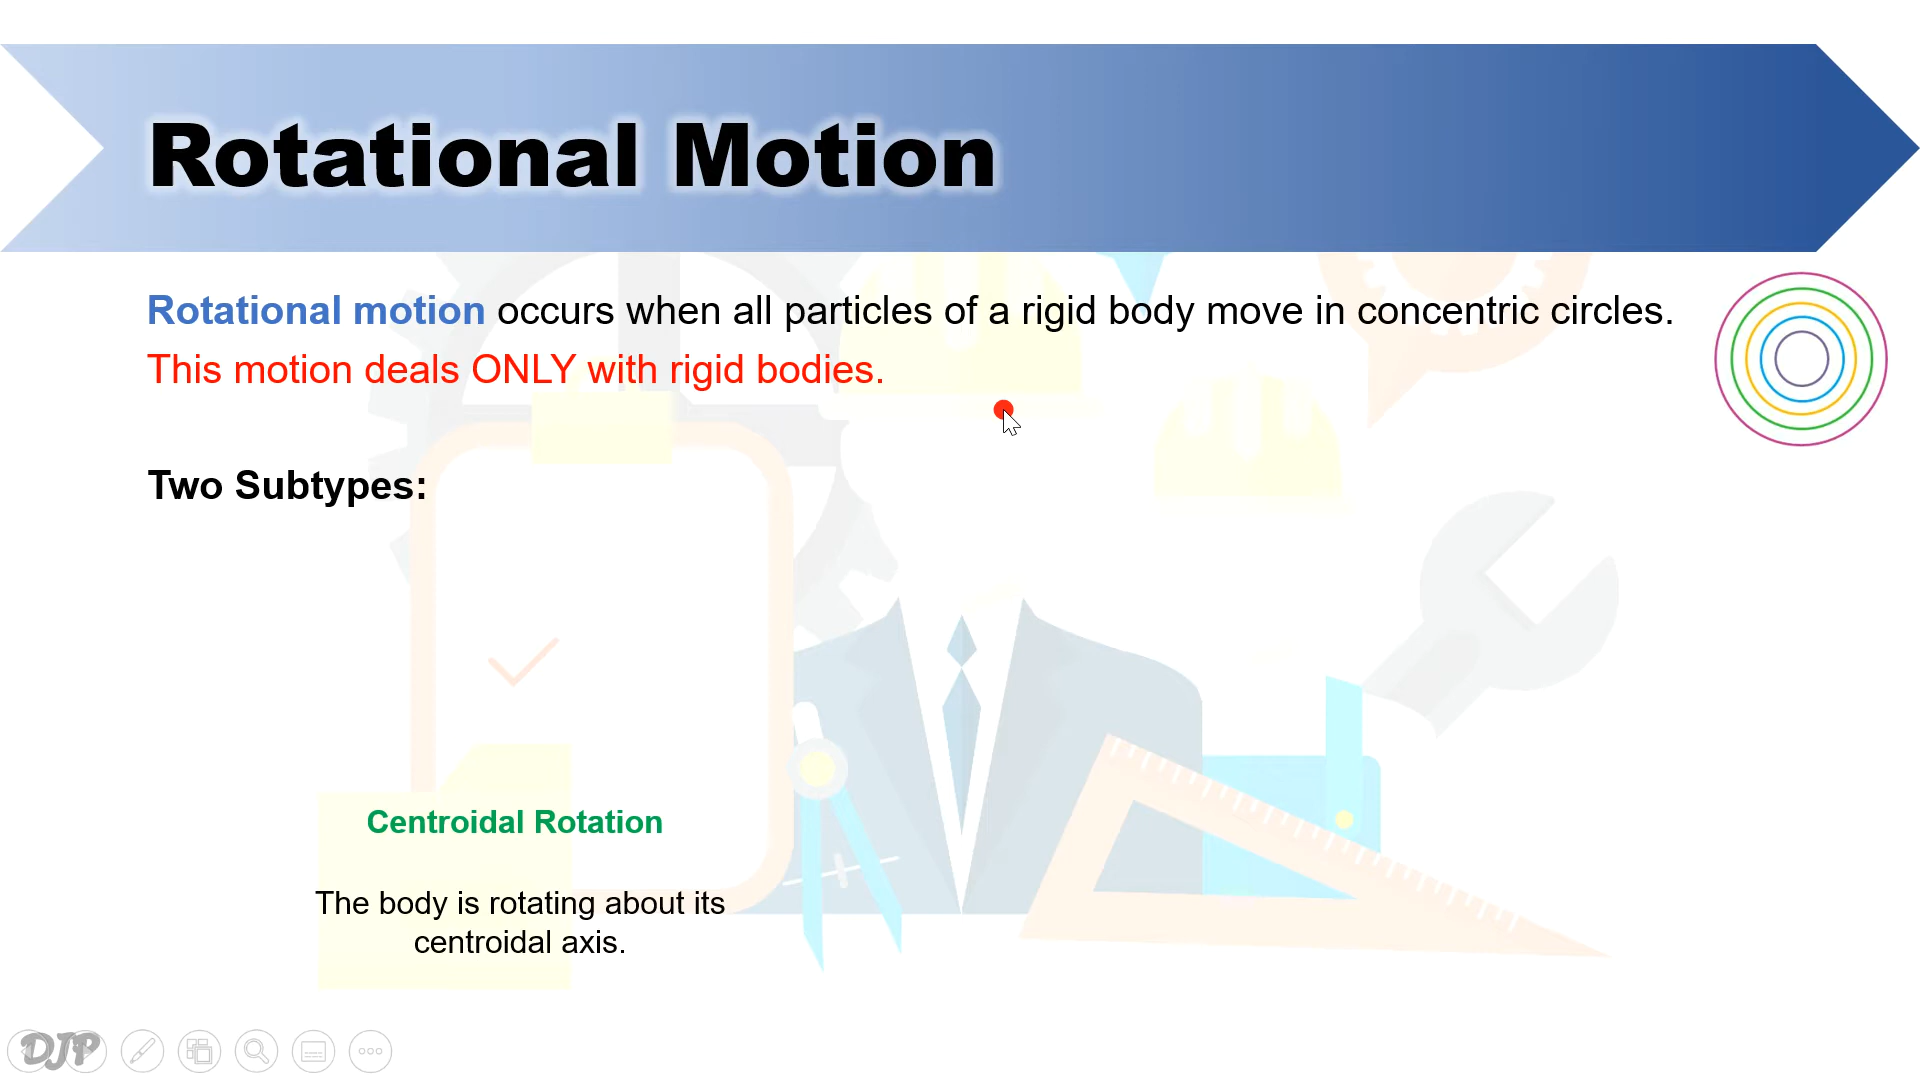 Rotational Motion
Rotational motion occurs when all particles of a rigid body move in concentric circles.
This motion deals ONLY with rigid bodies.
Two Subtypes:
Centroidal Rotation
The body is rotating about its
centroidal axis.
DJP